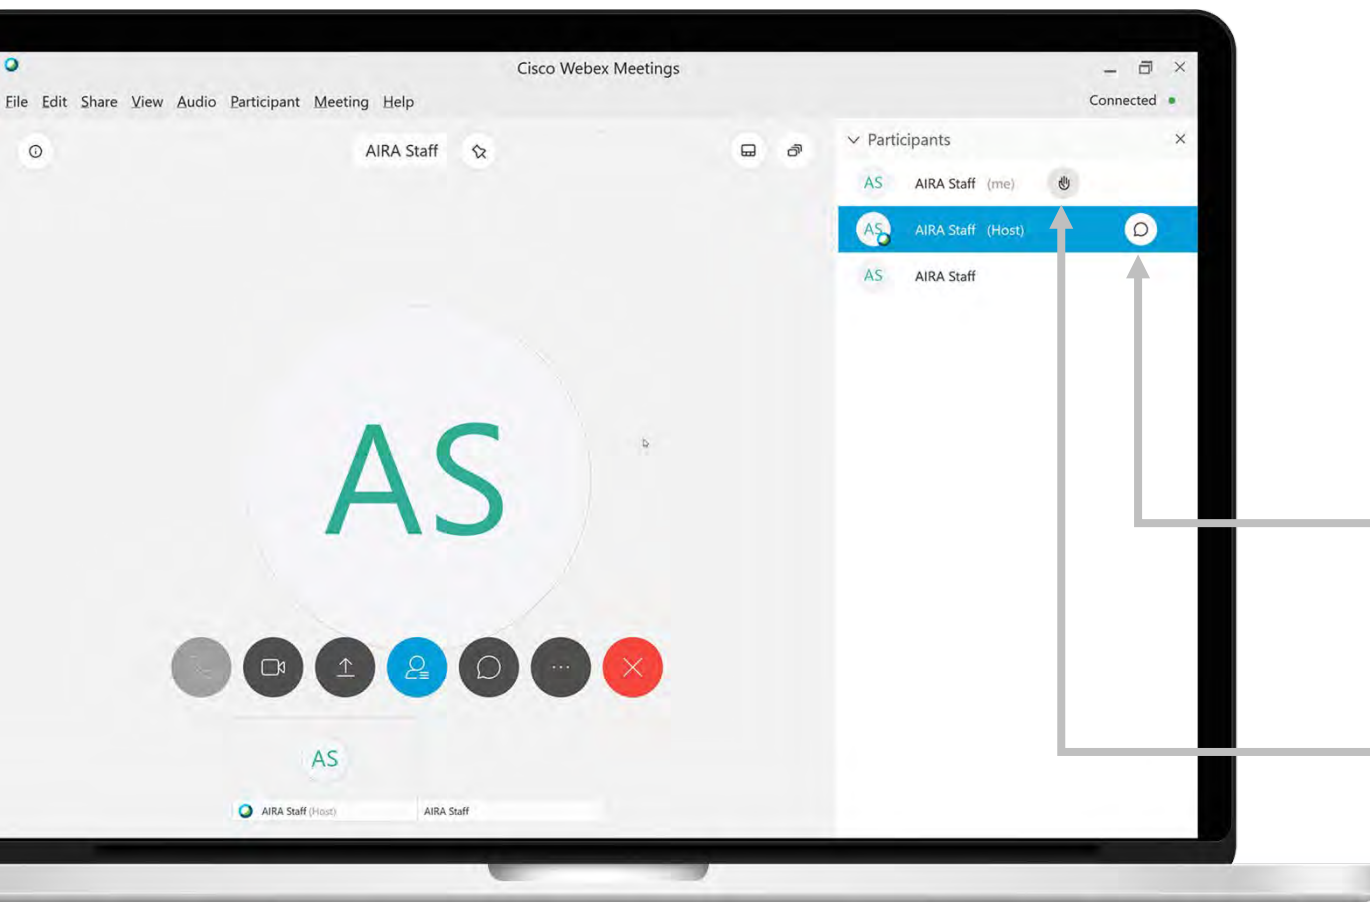 Cisco Webex Meetings
File Edit Share View Audio Participant Meeting Help
Connected
AIRA Staff
Participants
AS AIRA Staff (me)
AS AIRA Staff (Host)
AS AIRA Staff
AS
AS
AIRA Staff (Host)
AIRA Staff